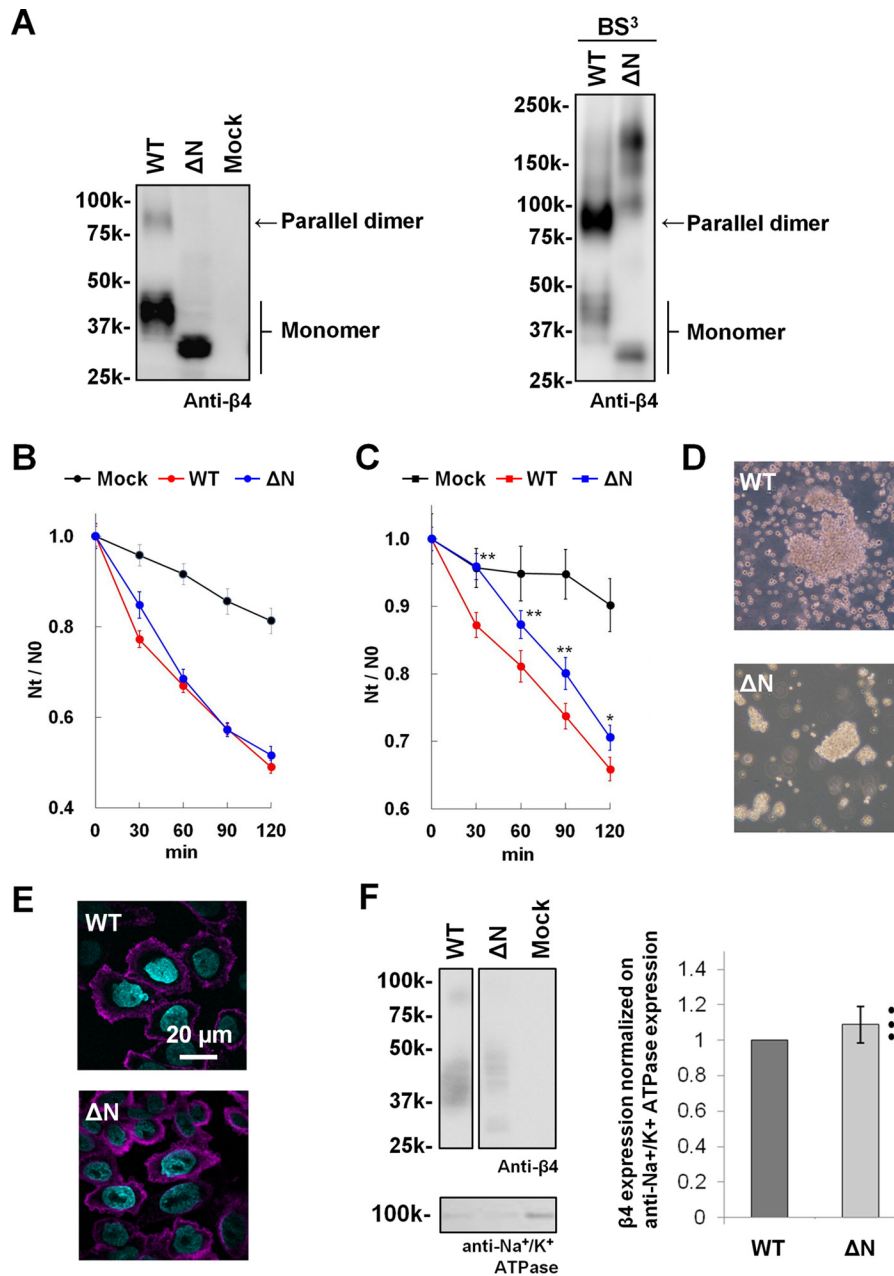 A
WT
ΔN
Mock
100k-
75k-
50k-
37k-
25k-
←Parallel dimer
Monomer
Anti-β4
BS³
WT
ΔN
250k-
150k-
100k-
75k-
50k-
37k-
25k-
←Parallel dimer
Monomer
Anti-β4
B
Mock WT ΔN
Nt / N0
1.0
0.8
0.6
0.4
0 30 60 90 120
min
C
Mock WT ΔN
Nt / N0
1.0
0.9
0.8
0.7
0.6
**
**
**
*
0 30 60 90 120
min
D
WT
ΔN
E
WT
20 µm
ΔN
F
WT
ΔN
Mock
100k-
75k-
50k-
37k-
25k-
Anti-β4
100k-
anti-Na⁺/K⁺
ATPase
β4 expression normalized on
anti-Na+/K+ ATPase expression
1.4
1.2
1
0.8
0.6
0.4
0.2
0
WT ΔN